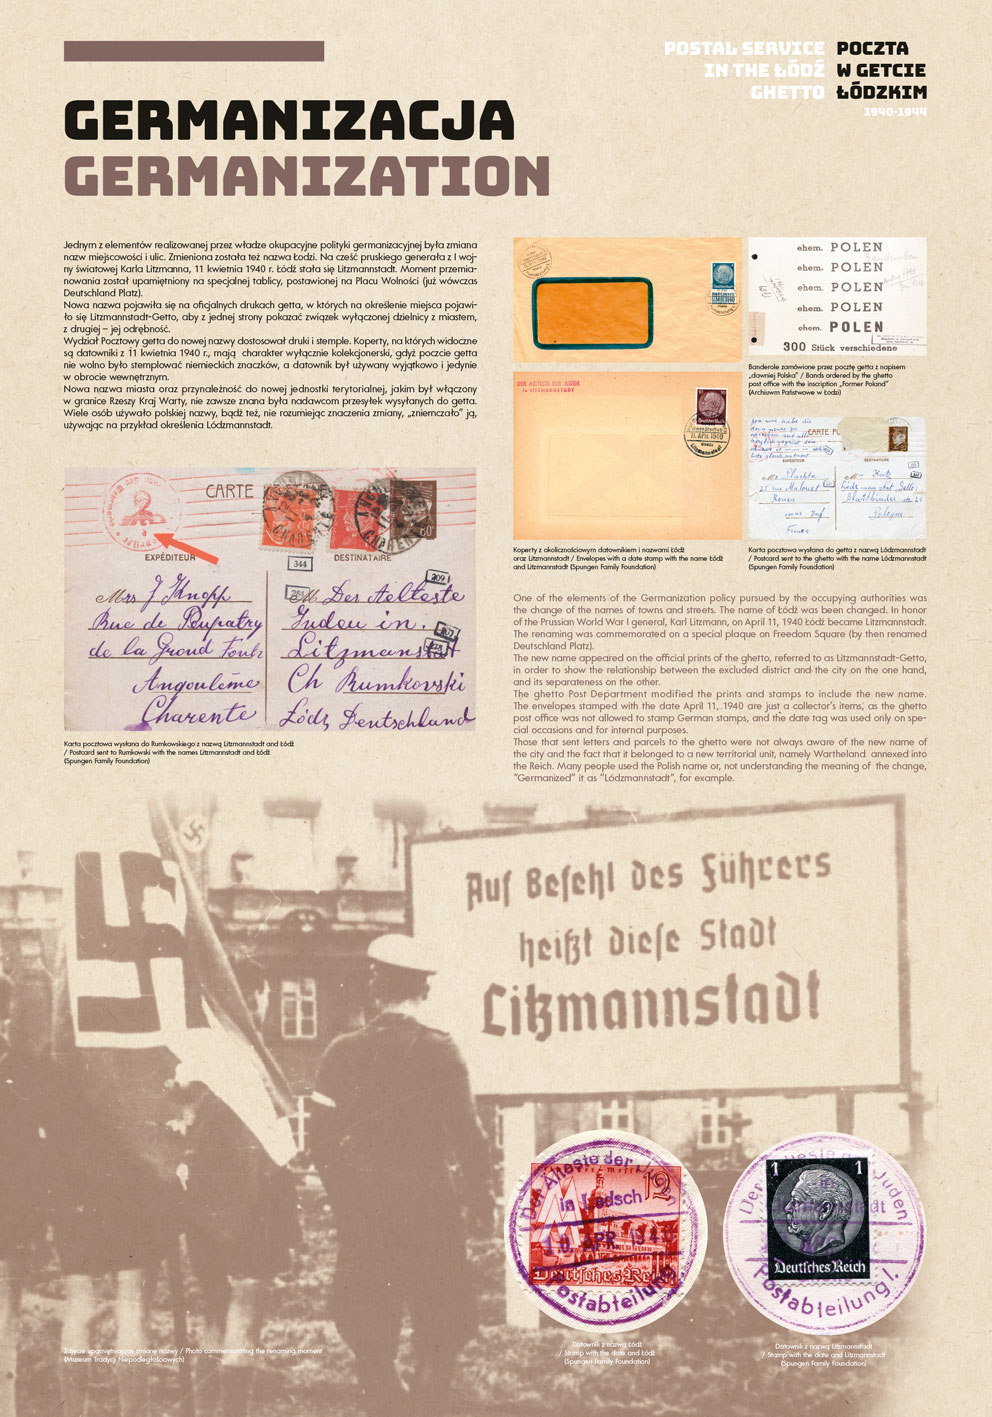 POSTAL SERVICE
IN THE ŁÓDŹ
GHETTO
POCZTA
W GETCIE
ŁÓDZKIM
1940-1944
GERMANIZACJA
GERMANIZATION
Jednym z elementów realizowanej przez władze okupacyjne polityki germanizacyjnej była zmiana
nazw miejscowości i ulic. Zmieniona została też nazwa Łodzi. Na cześć pruskiego generała z I woj-
ny światowej Karla Litzmanna, 11 kwietnia 1940 r. Łódź stała się Litzmannstadt. Moment przemia-
nowania został upamiętniony na specjalnej tablicy, postawionej na Placu Wolności (już wówczas
Deutschland Platz).
Nowa nazwa pojawiła się na oficjalnych drukach getta, w których na określenie miejsca pojawi-
ło się Litzmannstadt-Getto, aby z jednej strony pokazać związek wyłączonej dzielnicy z miastem,
z drugiej – jej odrębność.
Wydział Pocztowy getta do nowej nazwy dostosował druki i stemple. Koperty, na których widoczne
są datowniki z 11 kwietnia 1940 r., mają charakter wyłącznie kolekcjonerski, gdyż poczcie getta
nie wolno było stemplować niemieckich znaczków, a datownik był używany wyjątkowo i jedynie
w obrocie wewnętrznym.
Nowa nazwa miasta oraz przynależność do nowej jednostki terytorialnej, jakim był włączony
w granice Rzeszy Kraj Warty, nie zawsze znana była nadawcom przesyłek wysyłanych do getta.
Wiele osób używało polskiej nazwy, bądź też, nie rozumiejąc znaczenia zmiany, „zniemczało” ją,
używając na przykład określenia Lódzmannstadt.
CARTE
EXPÉDITEUR
DESTINATAIRE
344
209
Mrs J Knopp
Rue de
de la
Angoulême
Charente
M. Der Aelteste
Juden in.
Litzmanstadt
Ch Rumkovski
Łódz Deutschland
Karta pocztowa wysłana do Rumkowskiego z nazwą Litzmannstadt and Łódź
/ Postcard sent to Rumkowski with the names Litzmannstadt and Łódź
(Spungen Family Foundation)
DER ÄLTESTE DER JUDEN
in LITZMANNSTADT
11. APR. 1940
Litzmannstadt
Koperty z okolicznościowym datownikiem i nazwami Łódź
oraz Litzmannstadt / Envelopes with a date stamp with the name Łódź
and Litzmannstadt (Spungen Family Foundation)
ehem. POLEN
ehem. POLEN
ehem. POLEN
ehem. POLEN
ehem. POLEN
300 Stück verschiedene
Banderole zamówione przez pocztę getta z napisem
„dawniej Polska” / Bands ordered by the ghetto
post office with the inscription „Former Poland”
(Archiuwm Państwowe w Łodzi)
CARTE PO
EXPÉDITEUR
DESTINATAIRE
Rouen
France
Pologne
Karta pocztowa wysłana do getta z nazwą Lódzmannstadt
/ Postcard sent to the ghetto with the name Lódzmannstadt
(Spungen Family Foundation)
One of the elements of the Germanization policy pursued by the occupying authorities was
the change of the names of towns and streets. The name of Łódź was been changed. In honor
of the Prussian World War I general, Karl Litzmann, on April 11, 1940 Łódź became Litzmannstadt.
The renaming was commemorated on a special plaque on Freedom Square (by then renamed
Deutschland Platz).
The new name appeared on the official prints of the ghetto, referred to as Litzmannstadt-Getto,
in order to show the relationship between the excluded district and the city on the one hand,
and its separateness on the other.
The ghetto Post Department modified the prints and stamps to include the new name.
The envelopes stamped with the date April 11, 1940 are just a collector's items, as the ghetto
post office was not allowed to stamp German stamps, and the date tag was used only on spe-
cial occasions and for internal purposes.
Those that sent letters and parcels to the ghetto were not always aware of the new name of
the city and the fact that it belonged to a new territorial unit, namely Wartheland annexed into
the Reich. Many people used the Polish name or, not understanding the meaning of the change,
“Germanized” it as “Lódzmannstadt”, for example.
Auf Befehl des Führers
heißt diese Stadt
Litzmannstadt
Der Älteste der Juden
in Lodsch
12
10. APR. 1940
Deutsches Reich
Postabteilung
Der Älteste der Juden
1
1
Deutsches Reich
Postabteilung!
Zdjęcie upamiętniające zmianę nazwy / Photo commemorating the renaming moment
(Muzeum Tradycji Niepodległościowych)
Datownik z nazwą Łódź
/ Stamp with the date and Łódź
(Spungen Family Foundation)
Datownik z nazwą Litzmannstadt
/ Stamp with the date and Litzmannstadt
(Spungen Family Foundation)